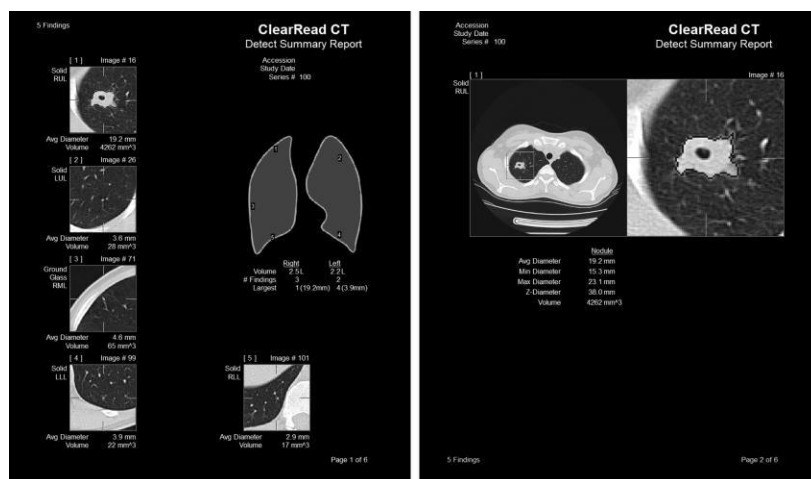 5 Findings
ClearRead CT
Detect Summary Report
Accession
Study Date
Series # 100
[ 1 ] Image # 16
Solid
RUL
Avg Diameter 19.2 mm
Volume 4262 mm^3
[ 2 ] Image # 26
Solid
LUL
Avg Diameter 3.6 mm
Volume 28 mm^3
[ 3 ] Image # 71
Ground
Glass
RML
Avg Diameter 4.6 mm
Volume 65 mm^3
[ 4 ] Image # 99
Solid
LLL
Avg Diameter 3.9 mm
Volume 22 mm^3
1
2
3
4
5
Right Left
Volume 2.5 L 2.2 L
# Findings 3 2
Largest 1 (19.2mm) 4 (3.9mm)
[ 5 ] Image # 101
Solid
RLL
Avg Diameter 2.9 mm
Volume 17 mm^3
Page 1 of 6
Accession
Study Date
Series # 100
ClearRead CT
Detect Summary Report
[ 1 ] Image # 16
Solid
RUL
Nodule
Avg Diameter 19.2 mm
Min Diameter 15.3 mm
Max Diameter 23.1 mm
Z-Diameter 38.0 mm
Volume 4262 mm^3
5 Findings
Page 2 of 6